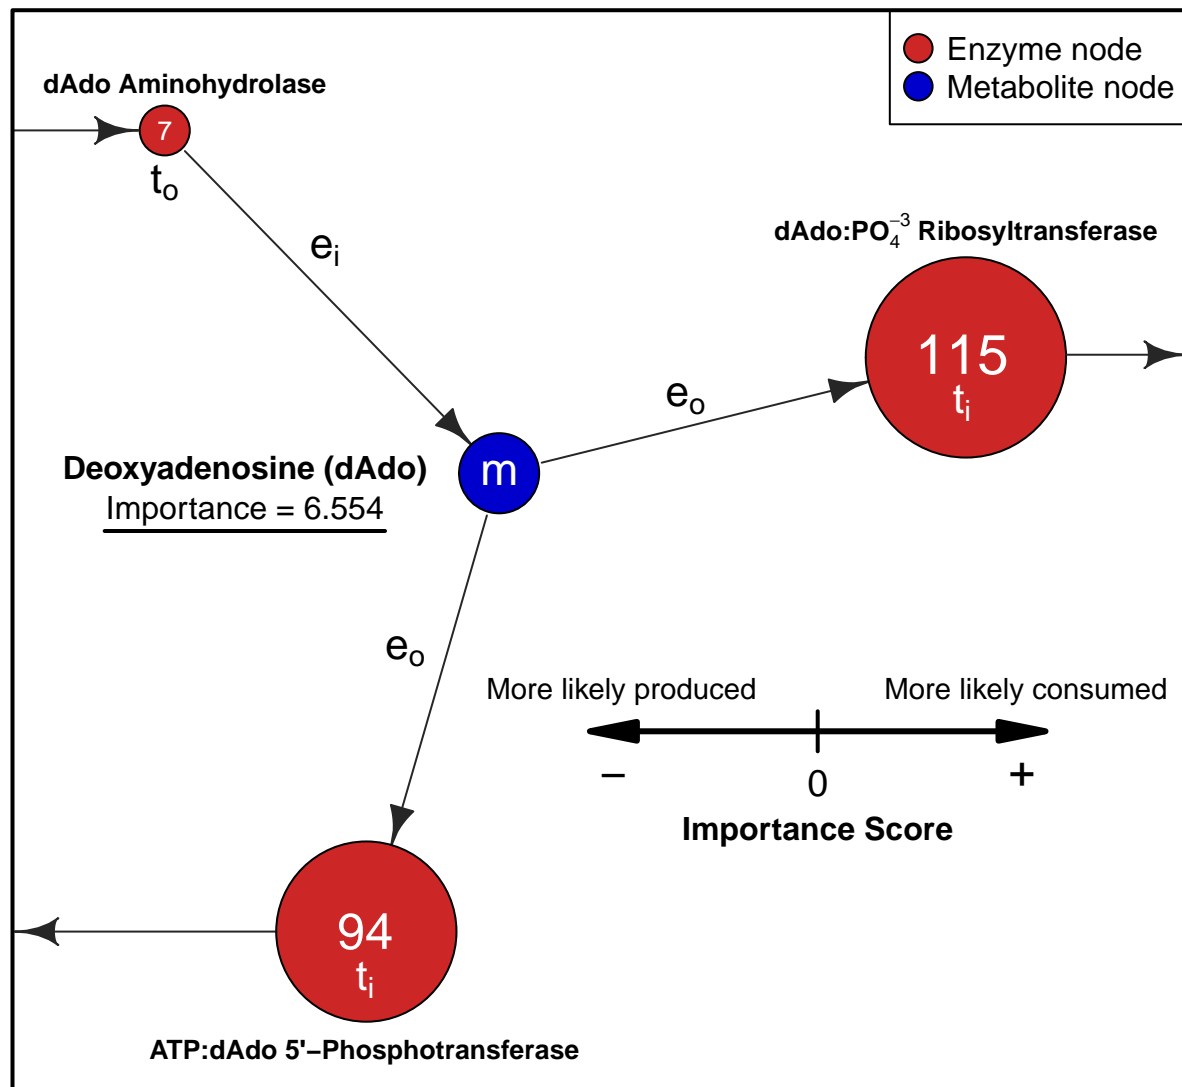 Enzyme node
Metabolite node
dAdo Aminohydrolase
7
t₀
eᵢ
dAdo:PO₄⁻³ Ribosyltransferase
115
tᵢ
eₒ
m
Deoxyadenosine (dAdo)
Importance = 6.554
eₒ
More likely produced
More likely consumed
− 0 +
Importance Score
94
tᵢ
ATP:dAdo 5'−Phosphotransferase